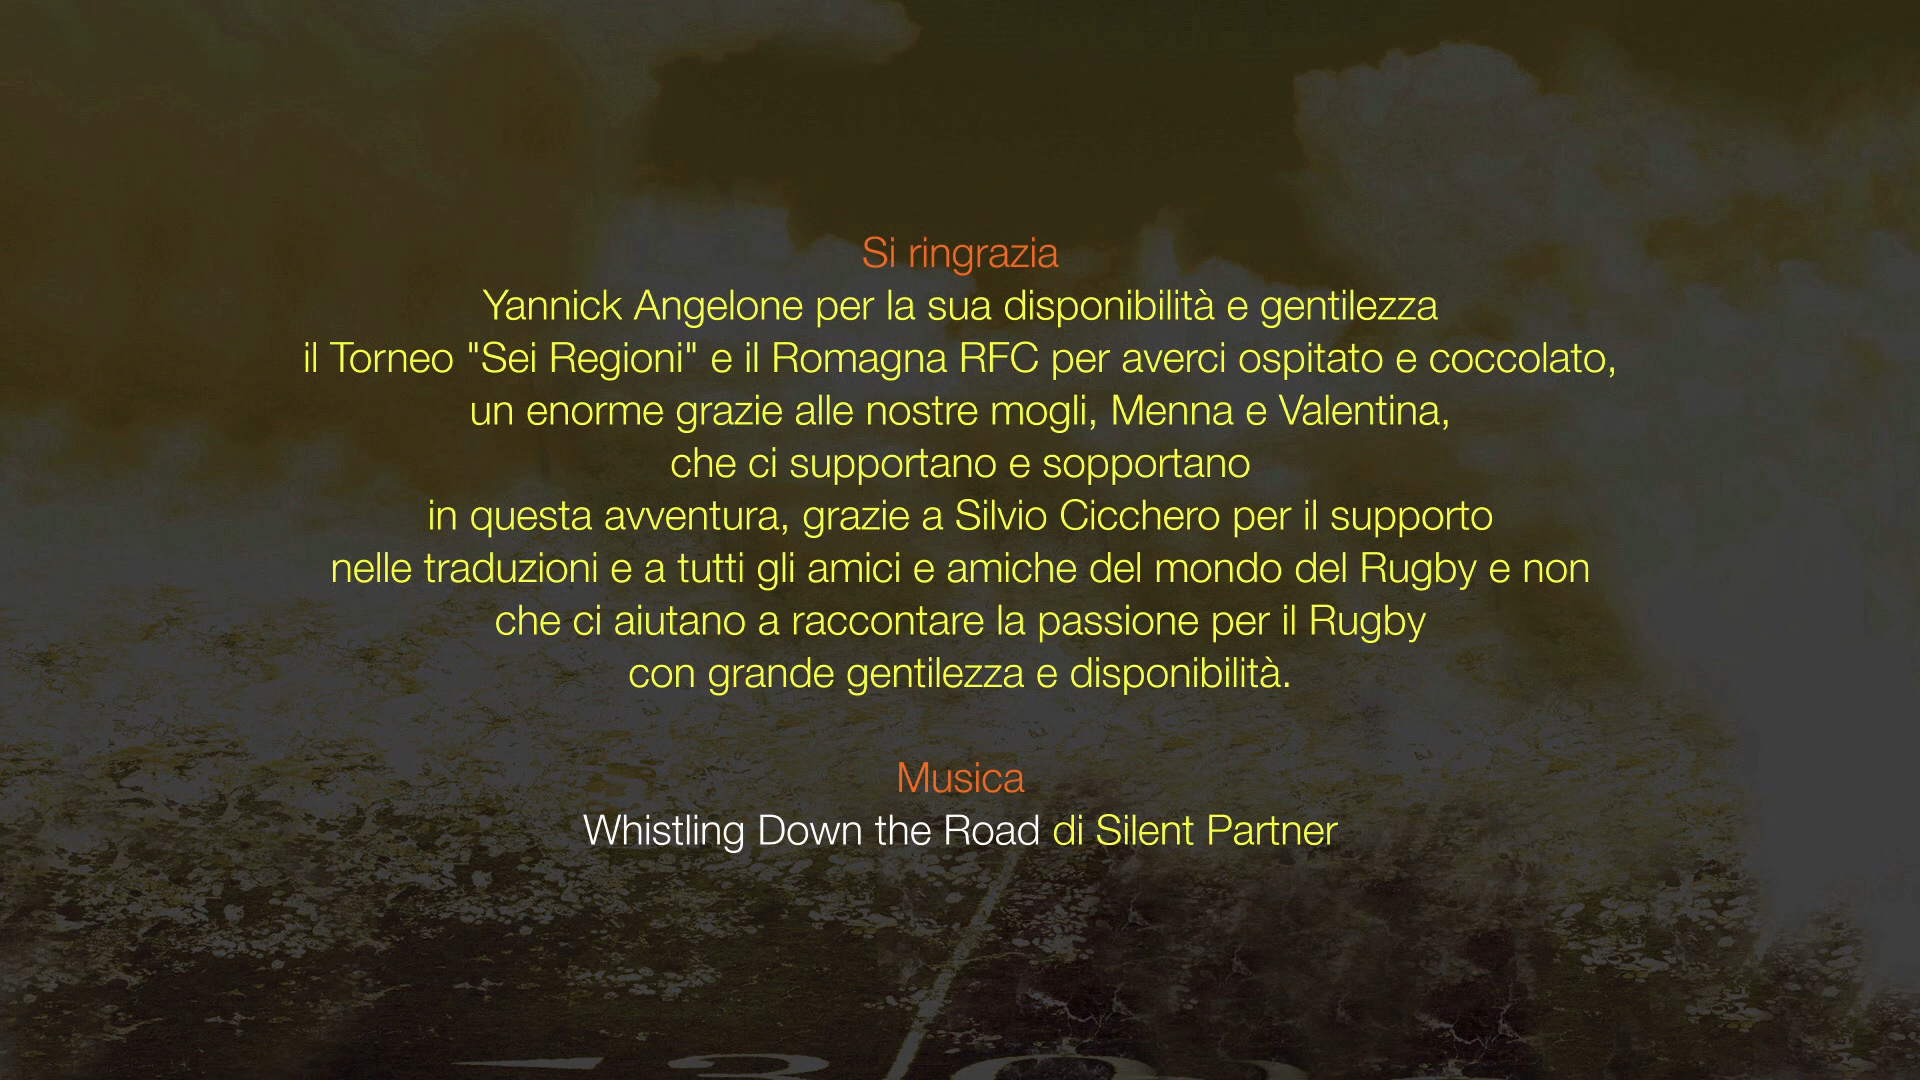 Si ringrazia
Yannick Angelone per la sua disponibilità e gentilezza
il Torneo "Sei Regioni" e il Romagna RFC per averci ospitato e coccolato,
un enorme grazie alle nostre mogli, Menna e Valentina,
che ci supportano e sopportano
in questa avventura, grazie a Silvio Cicchero per il supporto
nelle traduzioni e a tutti gli amici e amiche del mondo del Rugby e non
che ci aiutano a raccontare la passione per il Rugby
con grande gentilezza e disponibilità.
Musica
Whistling Down the Road di Silent Partner